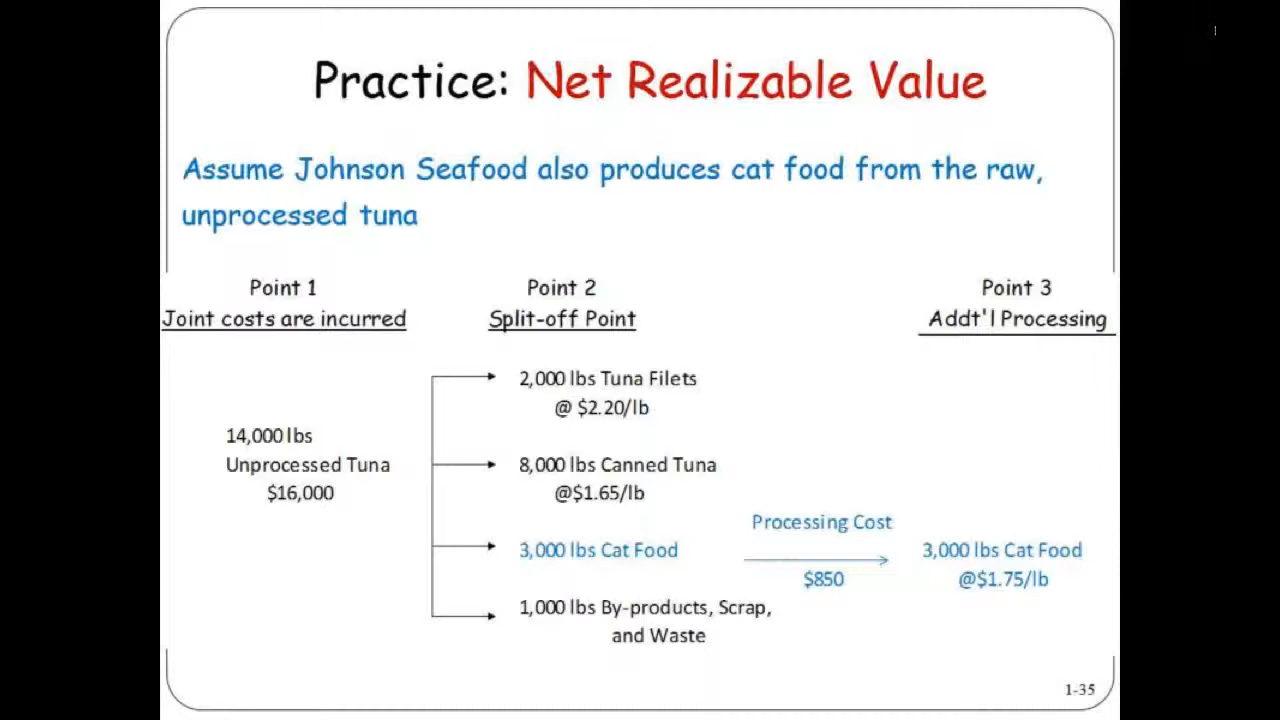 Practice: Net Realizable Value
Assume Johnson Seafood also produces cat food from the raw,
unprocessed tuna
Point 1
Joint costs are incurred
Point 2
Split-off Point
Point 3
Addt'l Processing
14,000 lbs
Unprocessed Tuna
$16,000
2,000 lbs Tuna Filets
@ $2.20/lb
8,000 lbs Canned Tuna
@$1.65/lb
3,000 lbs Cat Food
Processing Cost
$850
3,000 lbs Cat Food
@$1.75/lb
1,000 lbs By-products, Scrap,
and Waste
1-35